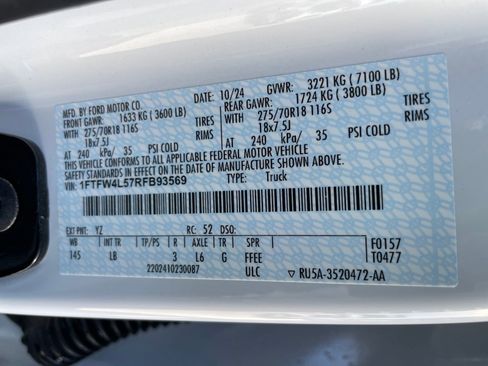 MFD. BY FORD MOTOR CO.
10/24 GVWR: 3221 KG ( 7100 LB)
FRONT GAWR: 1633 KG ( 3600 LB) REAR GAWR: 1724 KG ( 3800 LB)
WITH 275/70R18 116S TIRES WITH 275/70R18 116S TIRES
18x7.5J RIMS 18x7.5J RIMS
AT 240 kPa/ 35 PSI COLD AT 240 kPa/ 35 PSI COLD
THIS VEHICLE CONFORMS TO ALL APPLICABLE FEDERAL MOTOR VEHICLE
SAFETY STANDARDS IN EFFECT ON THE DATE OF MANUFACTURE SHOWN ABOVE.
VIN: 1FTFW4L57RFB93569
TYPE: Truck
EXT PNT: YZ RC: 52 DSO:
WB INT TR TP/PS R AXLE TR SPR
145 LB 3 L6 G FFEE
2202410230087 ULC
F0157
T0477
▽ RU5A-3520472-AA